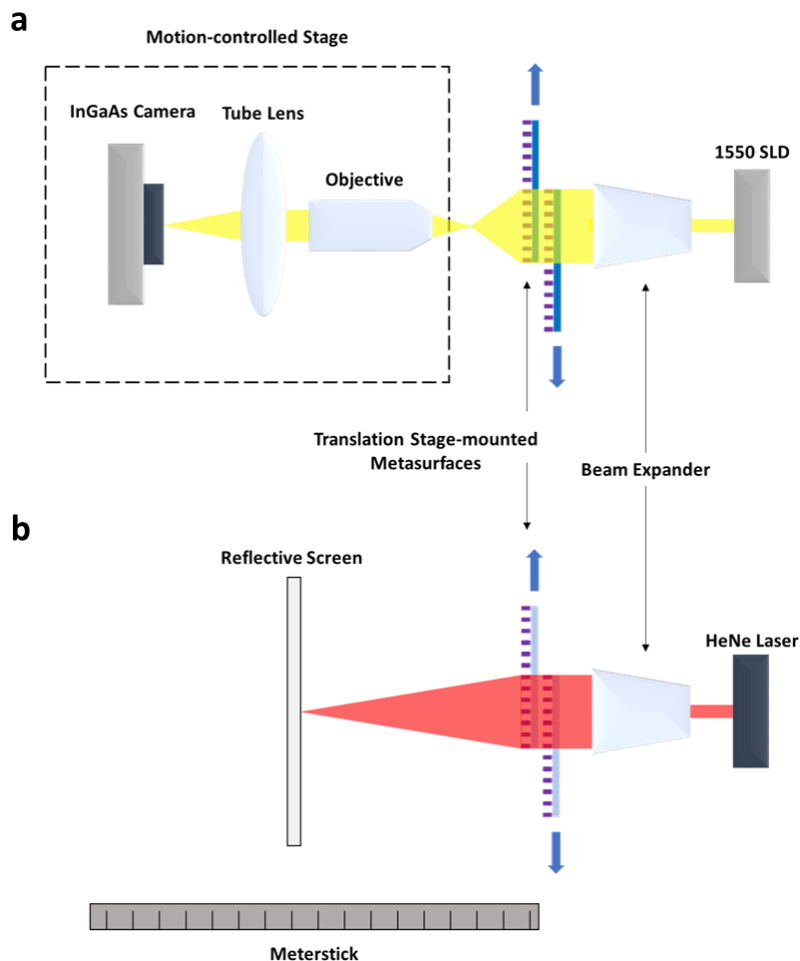 a
Motion-controlled Stage
InGaAs Camera
Tube Lens
Objective
1550 SLD
Translation Stage-mounted
Metasurfaces
Beam Expander
b
Reflective Screen
HeNe Laser
Meterstick